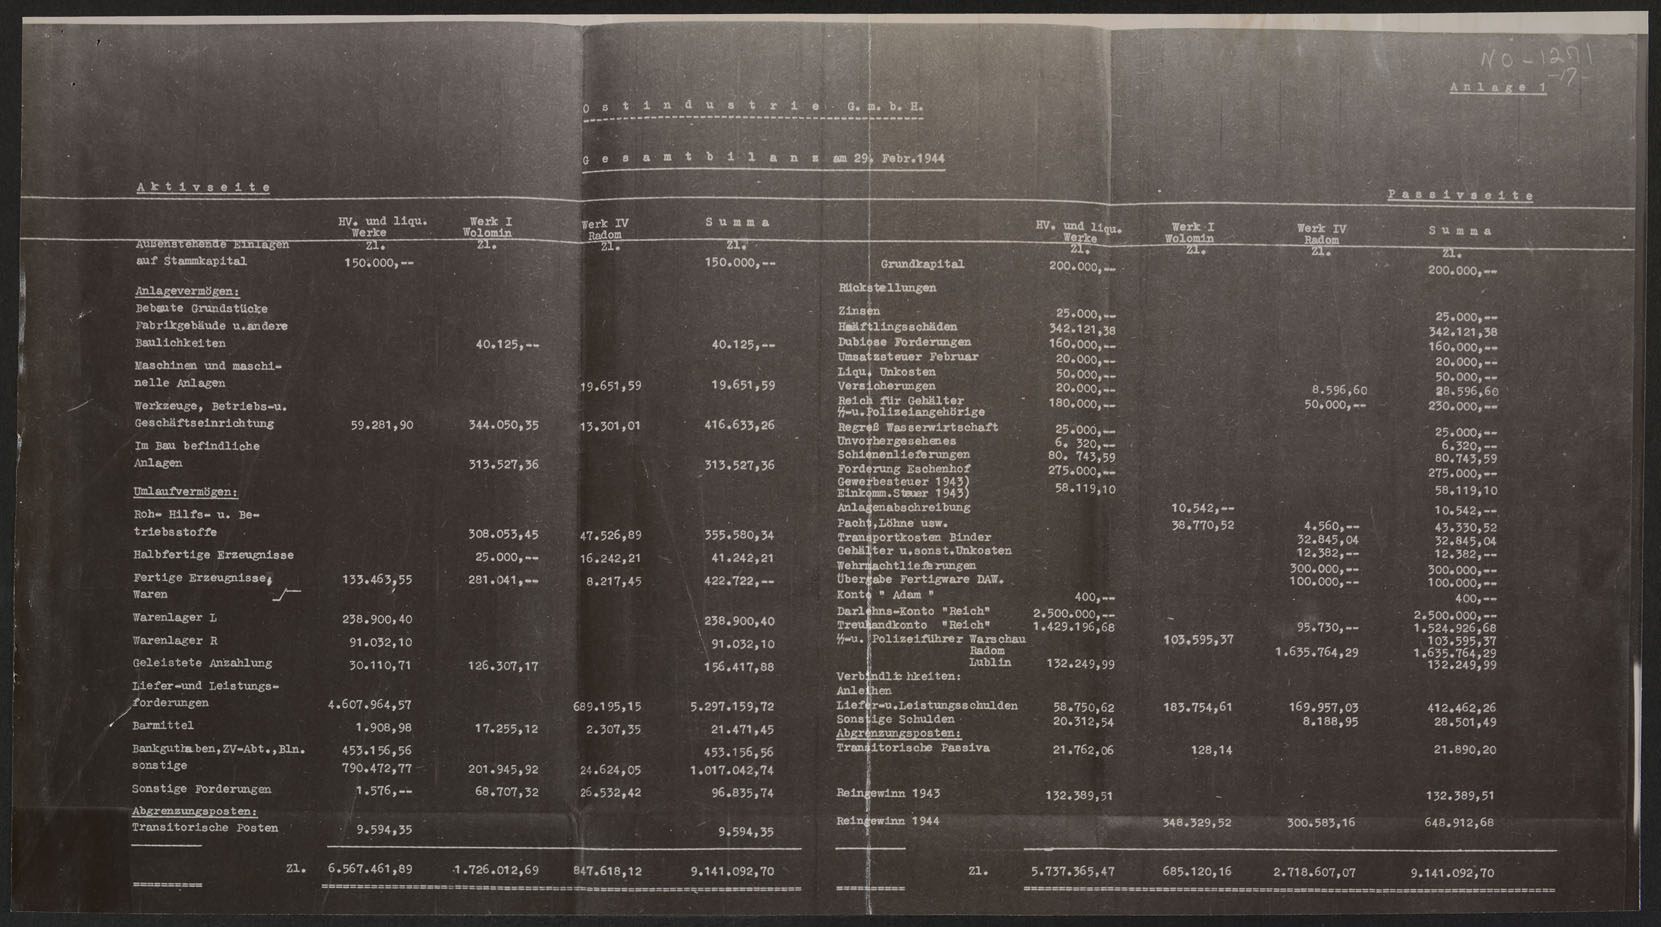 NO-1271
-17-
Anlage 1
Ostindustrie G.m.b.H.
Gesamtbilanz am 29. Febr.1944
Aktivseite
HV. und liqu. Werk I Werk IV Summa
Werke Wolomin Radom
Zl. Zl. Zl. Zl.
Außenstehende Einlagen
auf Stammkapital 150.000,-- 150.000,--
Anlagevermögen:
Bebaute Grundstücke
Fabrikgebäude u.andere
Baulichkeiten 40.125,-- 40.125,--
Maschinen und maschi-
nelle Anlagen 19.651,59 19.651,59
Werkzeuge, Betriebs-u.
Geschäftseinrichtung 59.281,90 344.050,35 13.301,01 416.633,26
Im Bau befindliche
Anlagen 313.527,36 313.527,36
Umlaufvermögen:
Roh- Hilfs- u. Be-
triebsstoffe 308.053,45 47.526,89 355.580,34
Halbfertige Erzeugnisse 25.000,-- 16.242,21 41.242,21
Fertige Erzeugnisse, 133.463,55 281.041,-- 8.217,45 422.722,--
Waren
Warenlager L 238.900,40 238.900,40
Warenlager R 91.032,10 91.032,10
Geleistete Anzahlung 30.110,71 126.307,17 156.417,88
Liefer-und Leistungs-
forderungen 4.607.964,57 689.195,15 5.297.159,72
Barmittel 1.908,98 17.255,12 2.307,35 21.471,45
Bankguthaben,ZV-Abt.,Bln. 453.156,56 453.156,56
sonstige 790.472,77 201.945,92 24.624,05 1.017.042,74
Sonstige Forderungen 1.576,-- 68.707,32 26.532,42 96.835,74
Abgrenzungsposten:
Transitorische Posten 9.594,35 9.594,35
Zl. 6.567.461,89 1.726.012,69 847.618,12 9.141.092,70
Passivseite
HV. und liqu. Werk I Werk IV Summa
Werke Wolomin Radom
Zl. Zl. Zl. Zl.
Grundkapital 200.000,-- 200.000,--
Rückstellungen
Zinsen 25.000,-- 25.000,--
Haäftlingsschäden 342.121,38 342.121,38
Dubiose Forderungen 160.000,-- 160.000,--
Umsatzsteuer Februar 20.000,-- 20.000,--
Liqu. Unkosten 50.000,-- 50.000,--
Versicherungen 20.000,-- 8.596,60 28.596,60
Reich für Gehälter 180.000,-- 50.000,-- 230.000,--
SS-u.Polizeiangehörige
Regreß Wasserwirtschaft 25.000,-- 25.000,--
Unvorhergesehenes 6. 320,-- 6.320,--
Schienenlieferungen 80. 743,59 80.743,59
Forderung Eschenhof 275.000,-- 275.000,--
Gewerbesteuer 1943)
Einkomm.Steuer 1943) 58.119,10 58.119,10
Anlagenabschreibung 10.542,-- 10.542,--
Pacht,Löhne usw. 38.770,52 4.560,-- 43.330,52
Transportkosten Binder 32.845,04 32.845,04
Gehälter u.sonst.Unkosten 12.382,-- 12.382,--
Wehrmachtlieferungen 300.000,-- 300.000,--
Übergabe Fertigware DAW. 100.000,-- 100.000,--
Konto " Adam " 400,-- 400,--
Darlehns-Konto "Reich" 2.500.000,-- 2.500.000,--
Treuhandkonto "Reich" 1.429.196,68 95.730,-- 1.524.926,68
SS-u. Polizeiführer Warschau 103.595,37 103.595,37
Radom 1.635.764,29 1.635.764,29
Lublin 132.249,99 132.249,99
Verbindlichkeiten:
Anleihen
Liefer-u.Leistungsschulden 58.750,62 183.754,61 169.957,03 412.462,26
Sonstige Schulden 20.312,54 8.188,95 28.501,49
Abgrenzungsposten:
Transitorische Passiva 21.762,06 128,14 21.890,20
Reingewinn 1943 132.389,51 132.389,51
Reingewinn 1944 348.329,52 300.583,16 648.912,68
Zl. 5.737.365,47 685.120,16 2.718.607,07 9.141.092,70